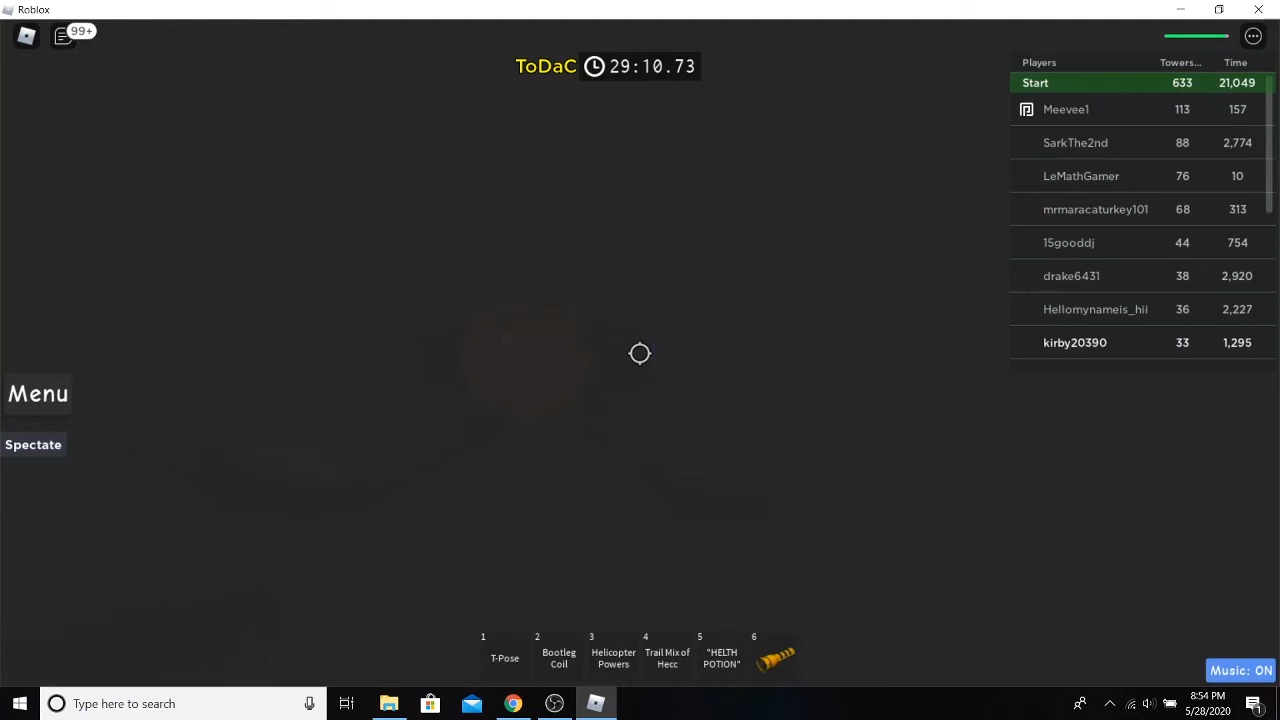 Roblox
99+
ToDaC 29:10.73
Players Towers... Time
Start 633 21,049
Meevee1 113 157
SarkThe2nd 88 2,774
LeMathGamer 76 10
mrmaracaturkey101 68 313
15gooddj 44 754
drake6431 38 2,920
Hellomynameis_hii 36 2,227
kirby20390 33 1,295
Menu
Spectate
1 2 3 4 5 6
T-Pose
Bootleg
Coil
Helicopter
Powers
Trail Mix of
Hecc
"HELTH
POTION"
Music: ON
Type here to search
8:54 PM
5/28/2020